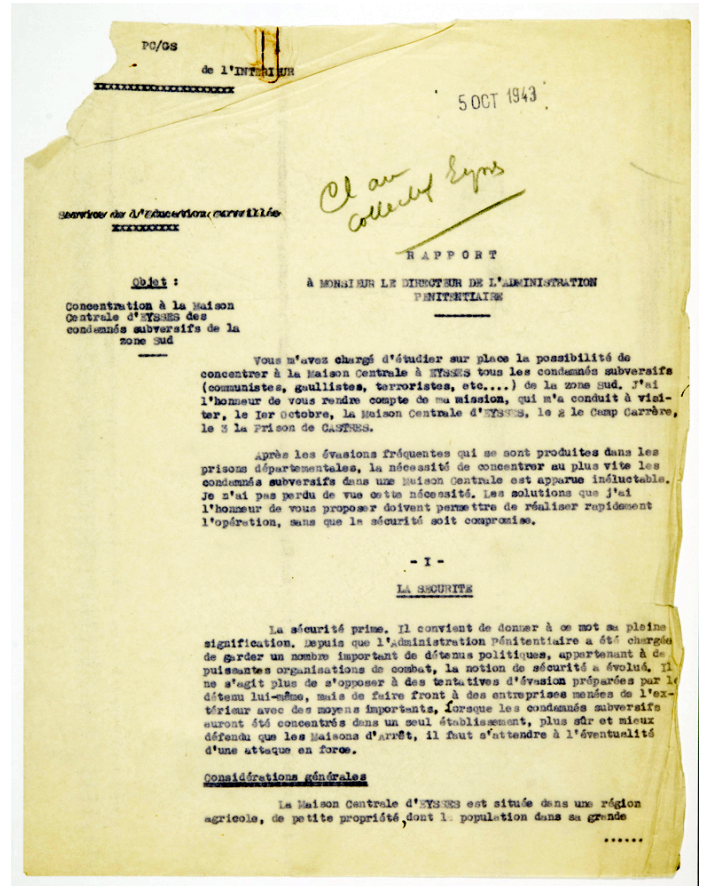 PC/GS
de l'INTERIEUR
xxxxxxxxxxxxxxxxxxxxxxx
5 OCT 1943
Cl au
collectif Eysses
Service de l'Education surveillée
xxxxxxxxxx
RAPPORT
Objet :
à MONSIEUR LE DIRECTEUR DE L'ADMINISTRATION
PENITENTIAIRE
Concentration à la Maison
Centrale d'EYSSES des
condamnés subversifs de la
zone Sud
Vous m'avez chargé d'étudier sur place la possibilité de
concentrer à la Maison Centrale à EYSSES tous les condamnés subversifs
(communistes, gaullistes, terroristes, etc....) de la zone Sud. J'ai
l'honneur de vous rendre compte de ma mission, qui m'a conduit à visi-
ter, le 1er Octobre, la Maison Centrale d'EYSSES, le 2 le Camp Carrère,
le 3 la Prison de CASTRES.
Après les évasions fréquentes qui se sont produites dans les
prisons départementales, la nécessité de concentrer au plus vite les
condamnés subversifs dans une Maison Centrale est apparue inéluctable.
Je n'ai pas perdu de vue cette nécessité. Les solutions que j'ai
l'honneur de vous proposer doivent permettre de réaliser rapidement
l'opération, sans que la sécurité soit compromise.
- I -
LA SECURITE
La sécurité prime. Il convient de donner à ce mot sa pleine
signification. Depuis que l'Administration Pénitentiaire a été chargée
de garder un nombre important de détenus politiques, appartenant à de
puissantes organisations de combat, la notion de sécurité a évolué. Il
ne s'agit plus de s'opposer à des tentatives d'évasion préparées par le
détenu lui-même, mais de faire front à des entreprises menées de l'ex-
térieur avec des moyens importants, Lorsque les condamnés subversifs
auront été concentrés dans un seul établissement, plus sûr et mieux
défendu que les Maisons d'Arrêt, il faut s'attendre à l'éventualité
d'une attaque en force.
Considérations générales
La Maison Centrale d'EYSSES est située dans une région
agricole, de petite propriété, dont la population dans sa grande
......